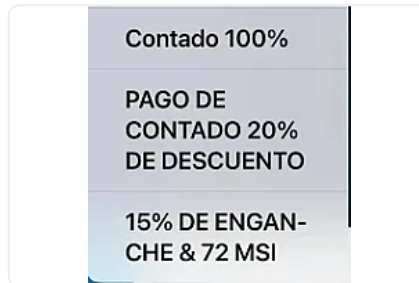 Contado 100%
PAGO DE
CONTADO 20%
DE DESCUENTO
15% DE ENGAN-
CHE & 72 MSI